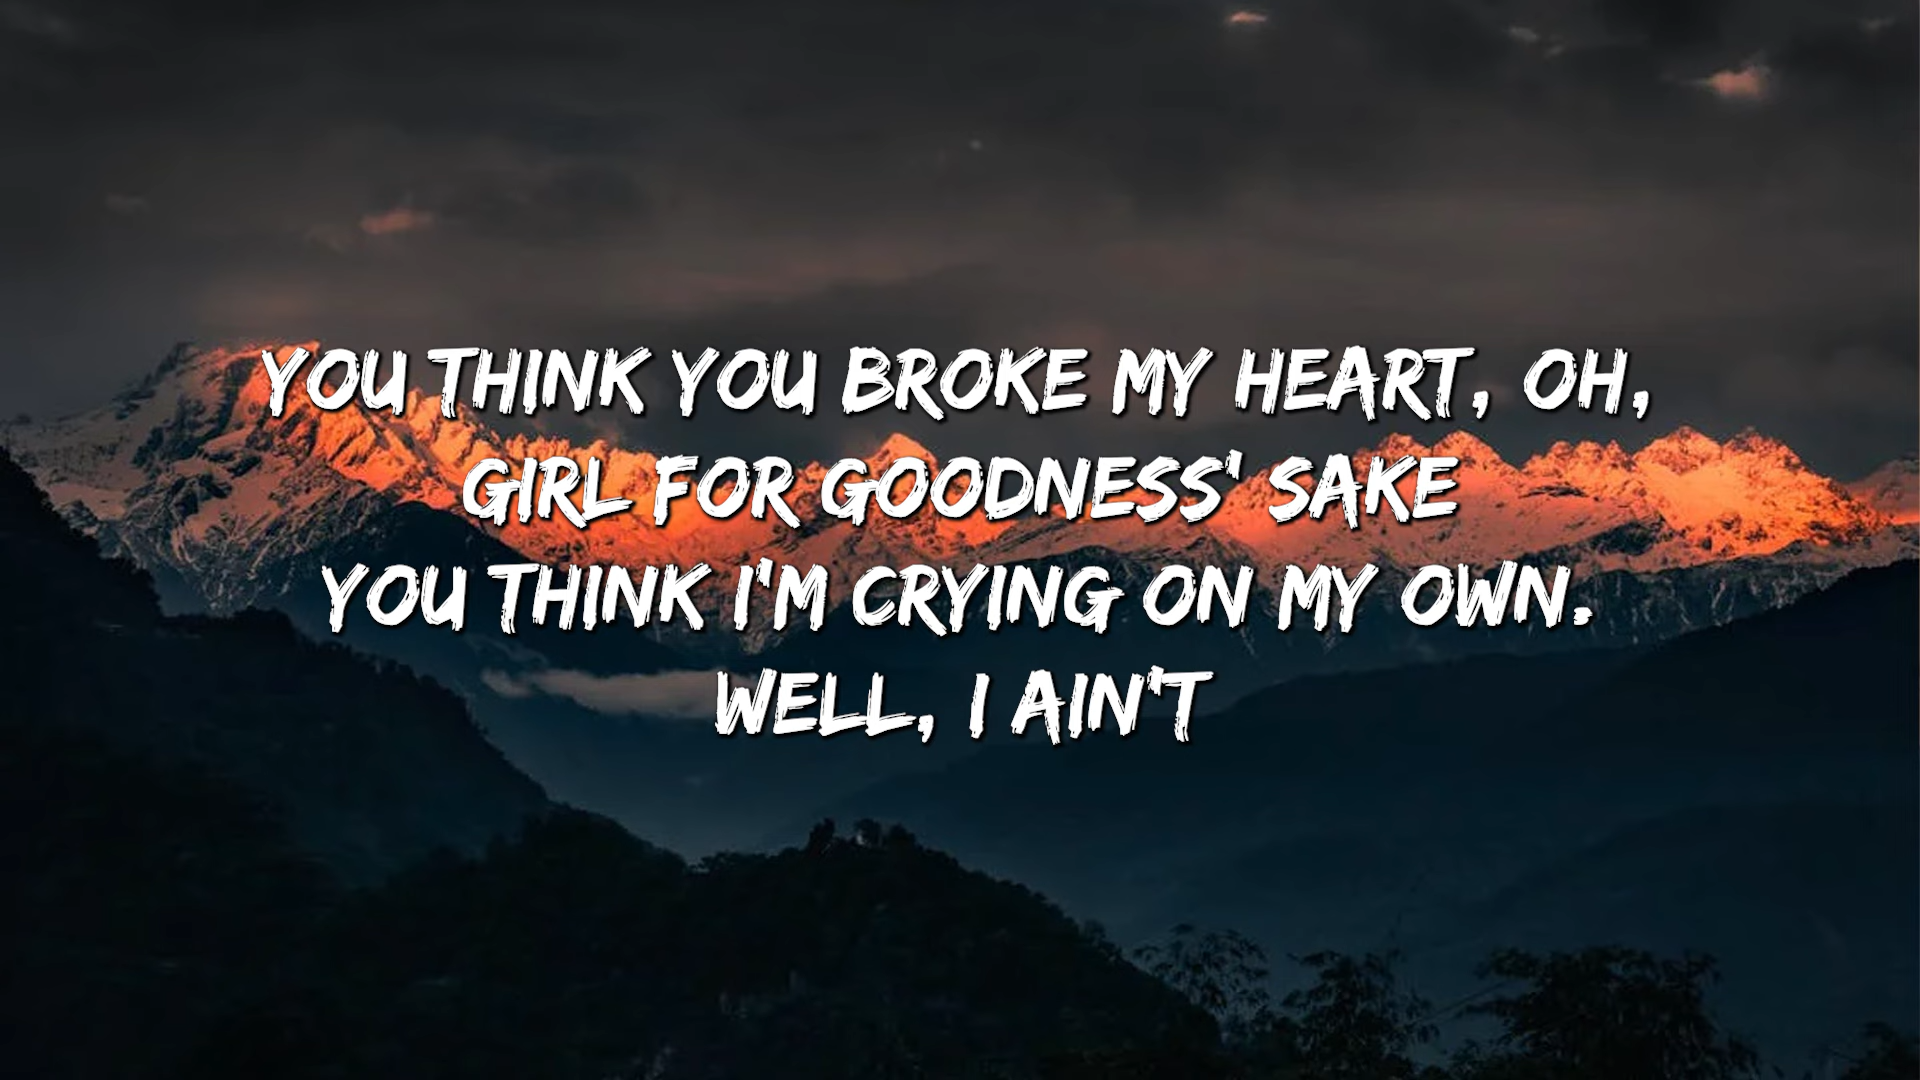 YOU THINK YOU BROKE MY HEART, OH,
GIRL FOR GOODNESS' SAKE
YOU THINK I'M CRYING ON MY OWN.
WELL, I AIN'T